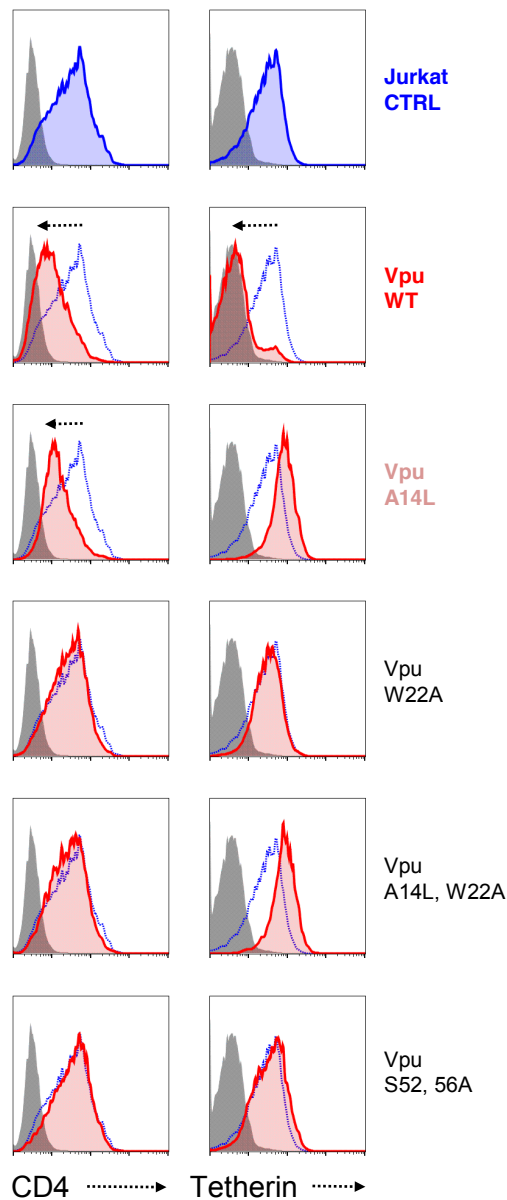 Jurkat
CTRL
Vpu
WT
Vpu
A14L
Vpu
W22A
Vpu
A14L, W22A
Vpu
S52, 56A
CD4
Tetherin